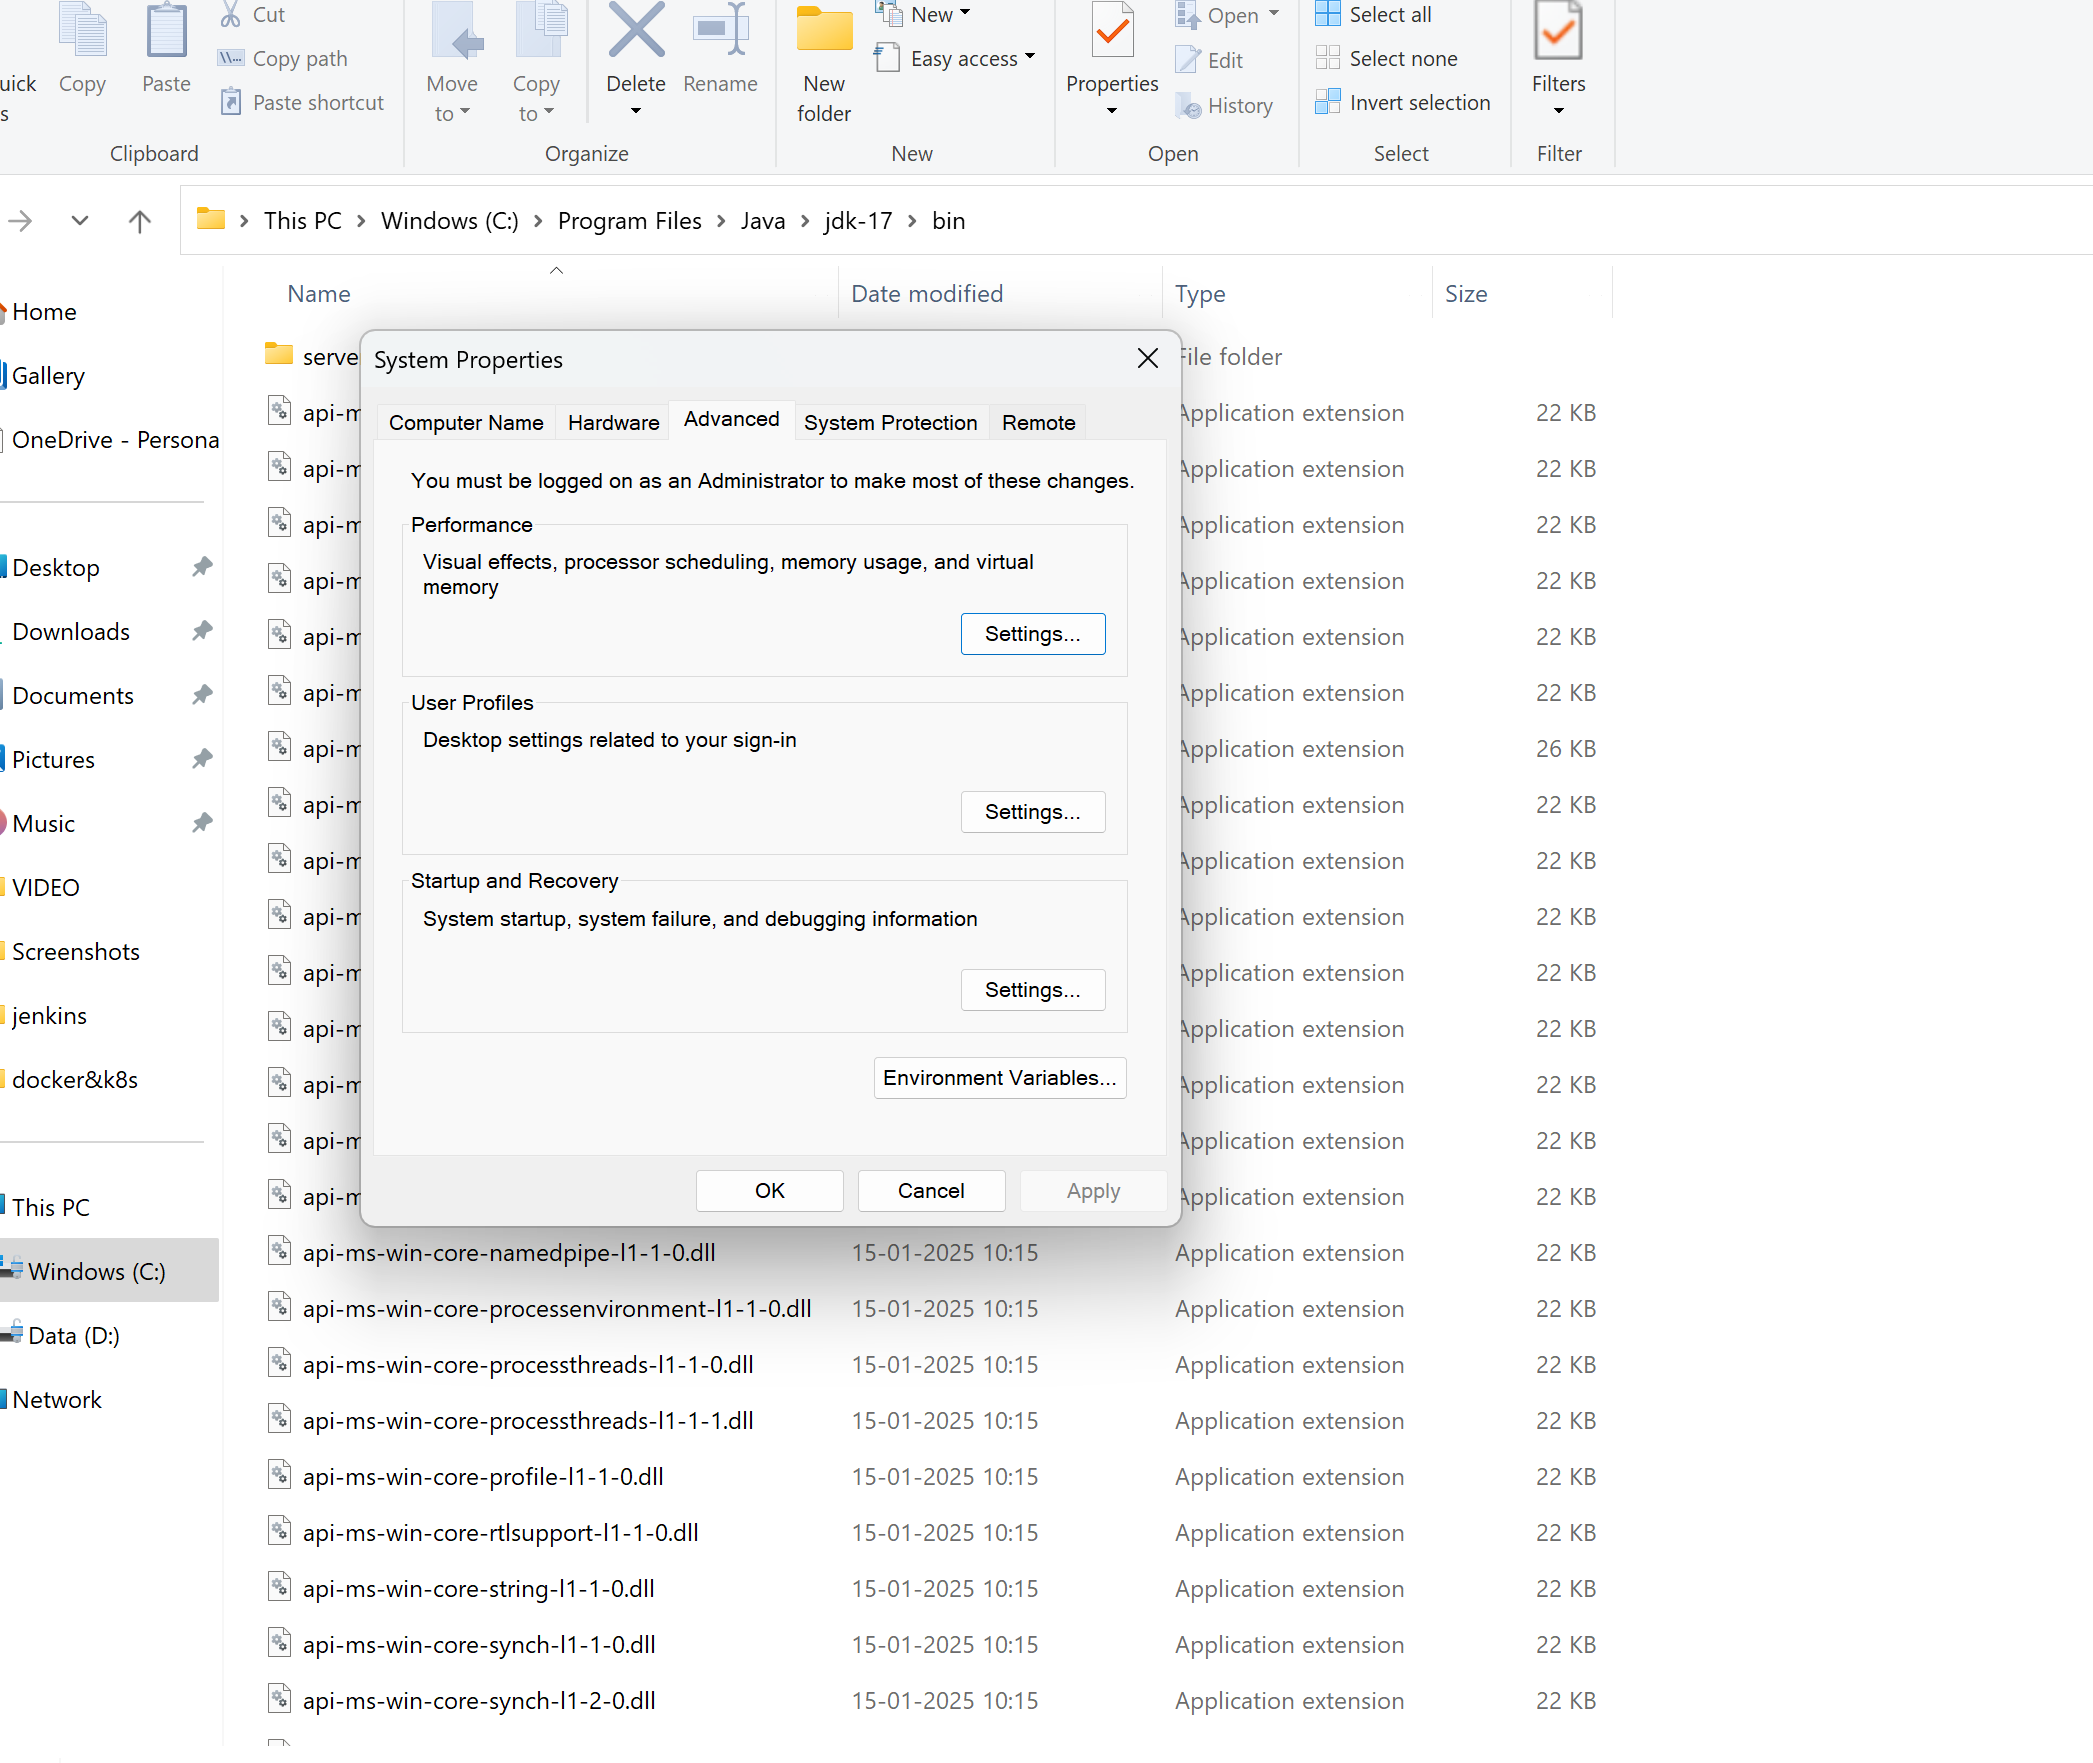 Cut
Copy path
Paste shortcut
Copy
Paste
Clipboard
Move
to
Copy
to
Delete
Rename
Organize
New
folder
New
Easy access
New
Properties
Open
Edit
History
Open
Select all
Select none
Invert selection
Select
Filters
Filter
This PC > Windows (C:) > Program Files > Java > jdk-17 > bin
Home
Gallery
OneDrive - Persona
Desktop
Downloads
Documents
Pictures
Music
VIDEO
Screenshots
jenkins
docker&k8s
This PC
Windows (C:)
Data (D:)
Network
Name Date modified Type Size
serve File folder
api-m Application extension 22 KB
api-m Application extension 22 KB
api-m Application extension 22 KB
api-m Application extension 22 KB
api-m Application extension 22 KB
api-m Application extension 22 KB
api-m Application extension 26 KB
api-m Application extension 22 KB
api-m Application extension 22 KB
api-m Application extension 22 KB
api-m Application extension 22 KB
api-m Application extension 22 KB
api-m Application extension 22 KB
api-m Application extension 22 KB
api-m Application extension 22 KB
api-ms-win-core-namedpipe-l1-1-0.dll 15-01-2025 10:15 Application extension 22 KB
api-ms-win-core-processenvironment-l1-1-0.dll 15-01-2025 10:15 Application extension 22 KB
api-ms-win-core-processthreads-l1-1-0.dll 15-01-2025 10:15 Application extension 22 KB
api-ms-win-core-processthreads-l1-1-1.dll 15-01-2025 10:15 Application extension 22 KB
api-ms-win-core-profile-l1-1-0.dll 15-01-2025 10:15 Application extension 22 KB
api-ms-win-core-rtlsupport-l1-1-0.dll 15-01-2025 10:15 Application extension 22 KB
api-ms-win-core-string-l1-1-0.dll 15-01-2025 10:15 Application extension 22 KB
api-ms-win-core-synch-l1-1-0.dll 15-01-2025 10:15 Application extension 22 KB
api-ms-win-core-synch-l1-2-0.dll 15-01-2025 10:15 Application extension 22 KB
System Properties
Computer Name Hardware Advanced System Protection Remote
You must be logged on as an Administrator to make most of these changes.
Performance
Visual effects, processor scheduling, memory usage, and virtual
memory
Settings...
User Profiles
Desktop settings related to your sign-in
Settings...
Startup and Recovery
System startup, system failure, and debugging information
Settings...
Environment Variables...
OK Cancel Apply